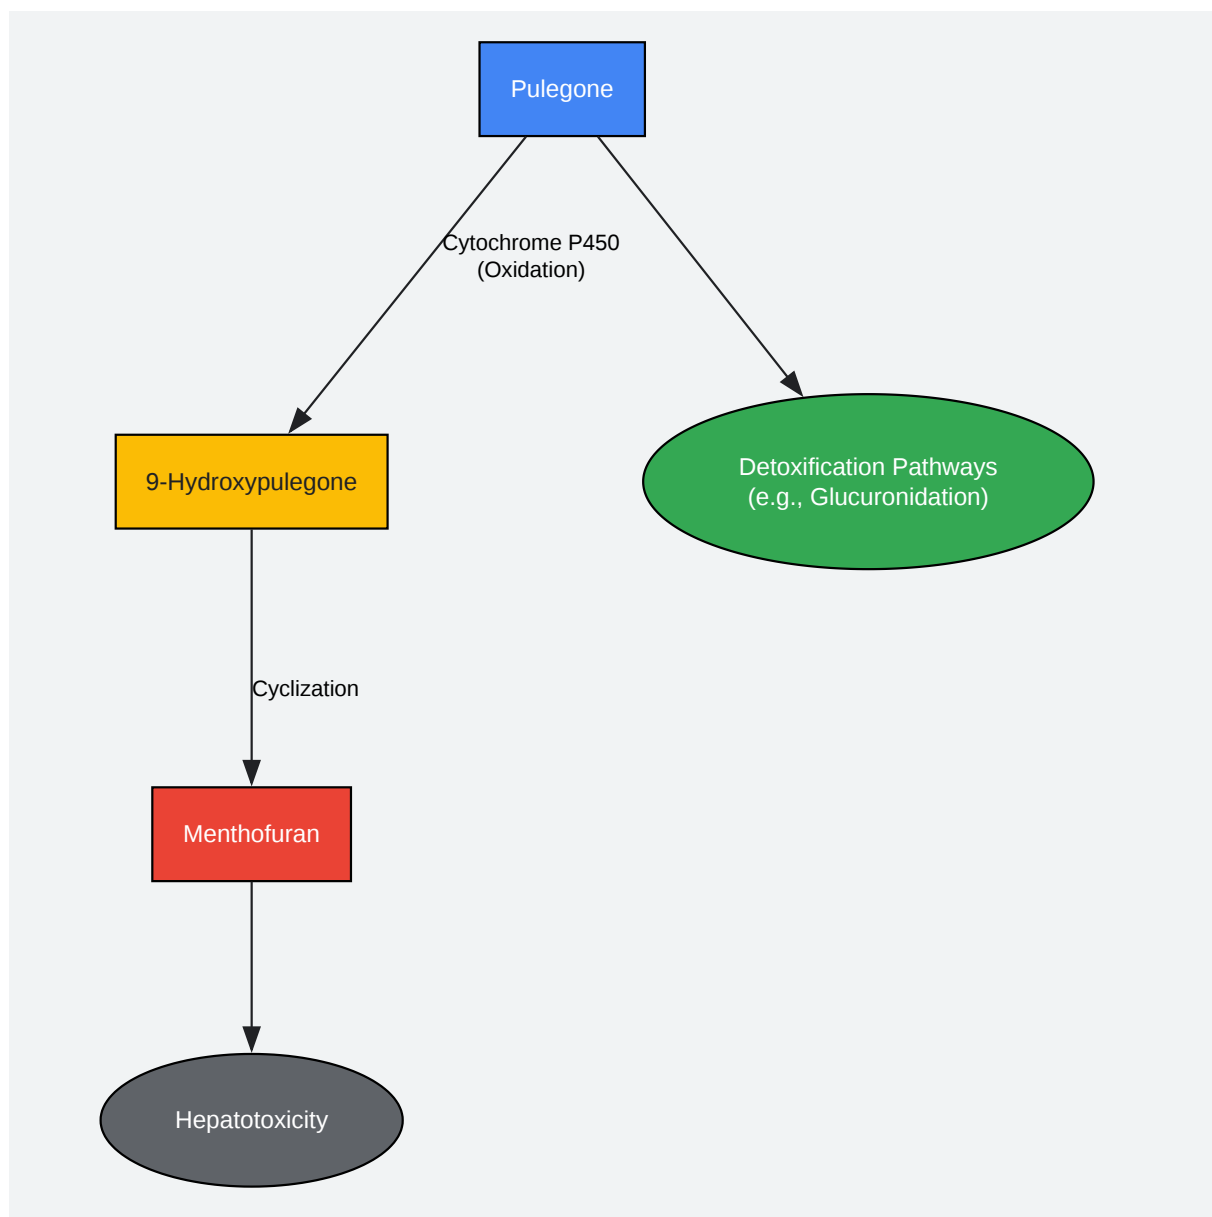 Pulegone
Cytochrome P450
(Oxidation)
9-Hydroxypulegone
Detoxification Pathways
(e.g., Glucuronidation)
Cyclization
Menthofuran
Hepatotoxicity